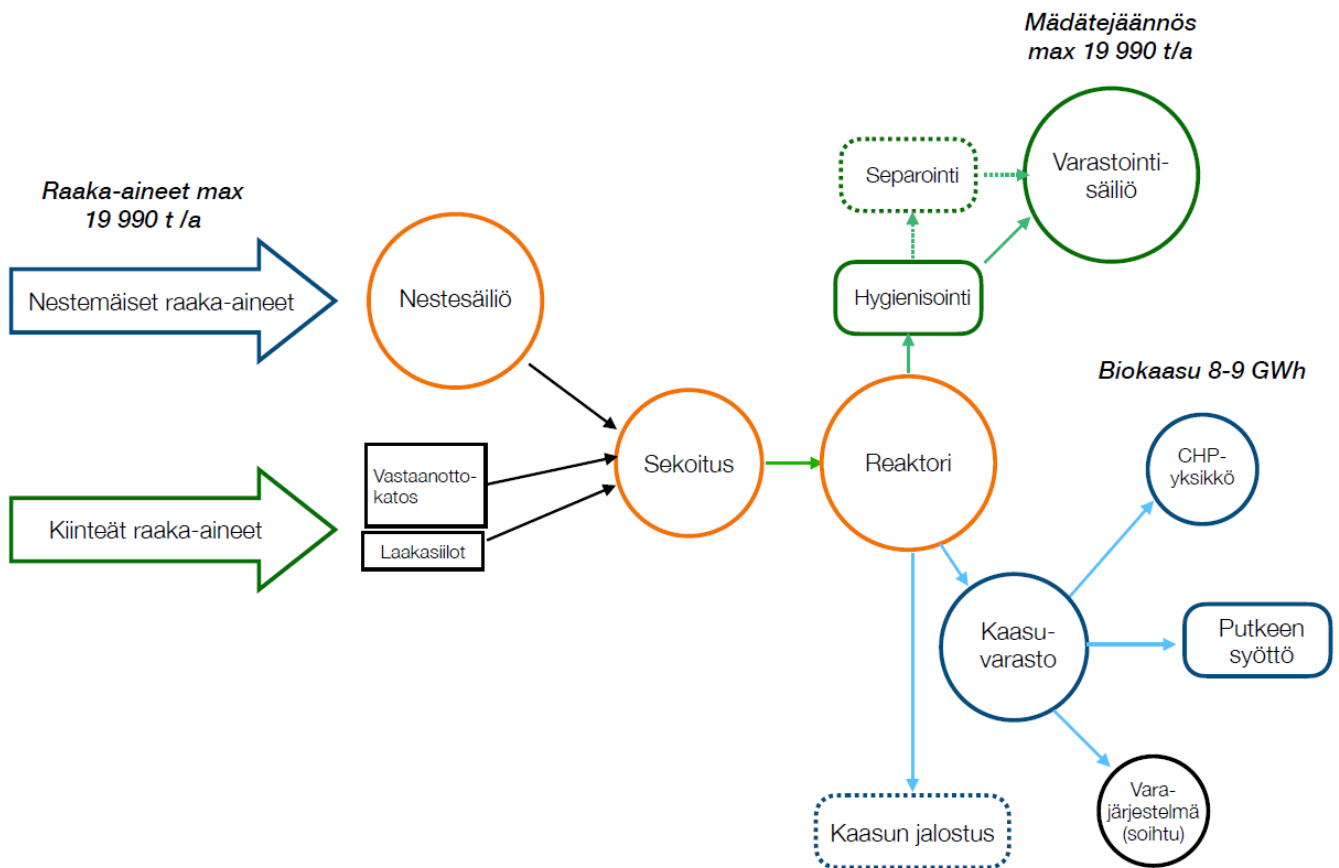 Raaka-aineet max
19 990 t /a
Nestemäiset raaka-aineet
Kiinteät raaka-aineet
Nestesäiliö
Vastaanotto-
katos
Laakasiilot
Sekoitus
Reaktori
Hygienisointi
Separointi
Mädätejäännös
max 19 990 t/a
Varastointi-
säiliö
Biokaasu 8-9 GWh
CHP-
yksikkö
Kaasu-
varasto
Putkeen
syöttö
Vara-
järjestelmä
(soihtu)
Kaasun jalostus